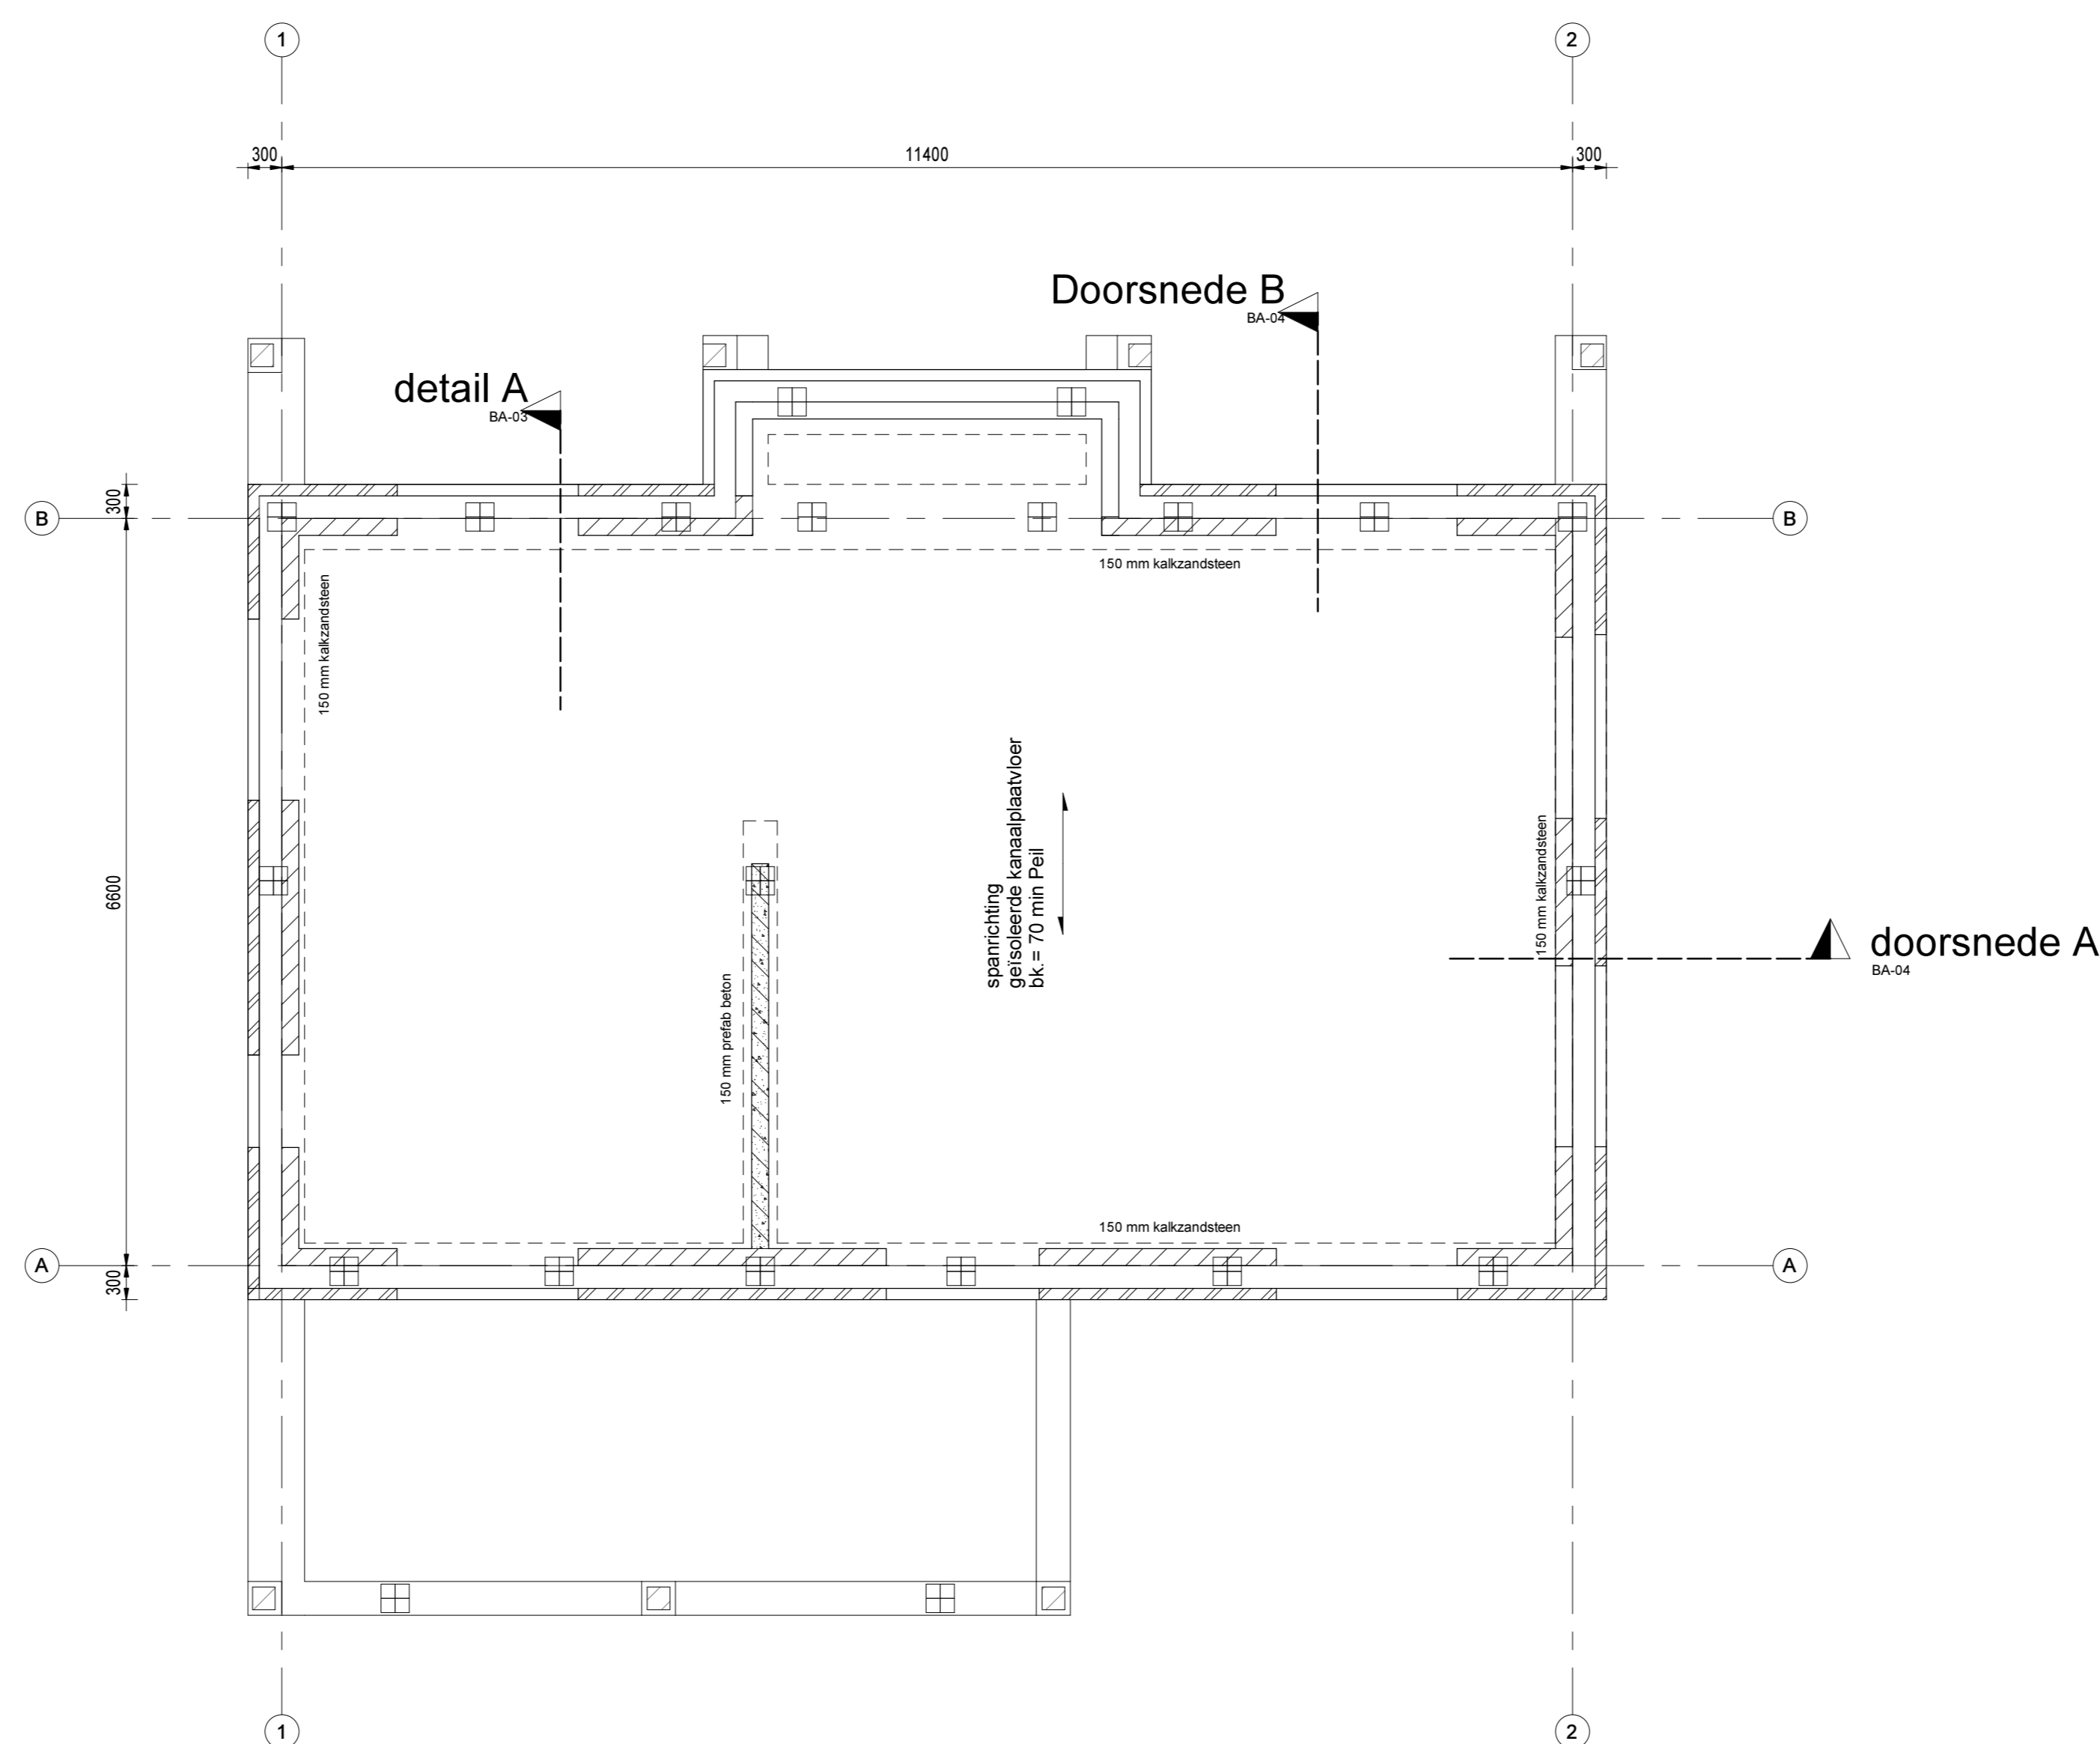 1
2
300
11400
300
Doorsnede B
BA-04
detail A
BA-03
300
B
B
150 mm kalkzandsteen
150 mm kalkzandsteen
6600
spanrichting
geïsoleerde kanaalplaatvloer
bk.= 70 min Peil
150 mm kalkzandsteen
doorsnede A
BA-04
150 mm prefab beton
150 mm kalkzandsteen
A
A
300
1
2